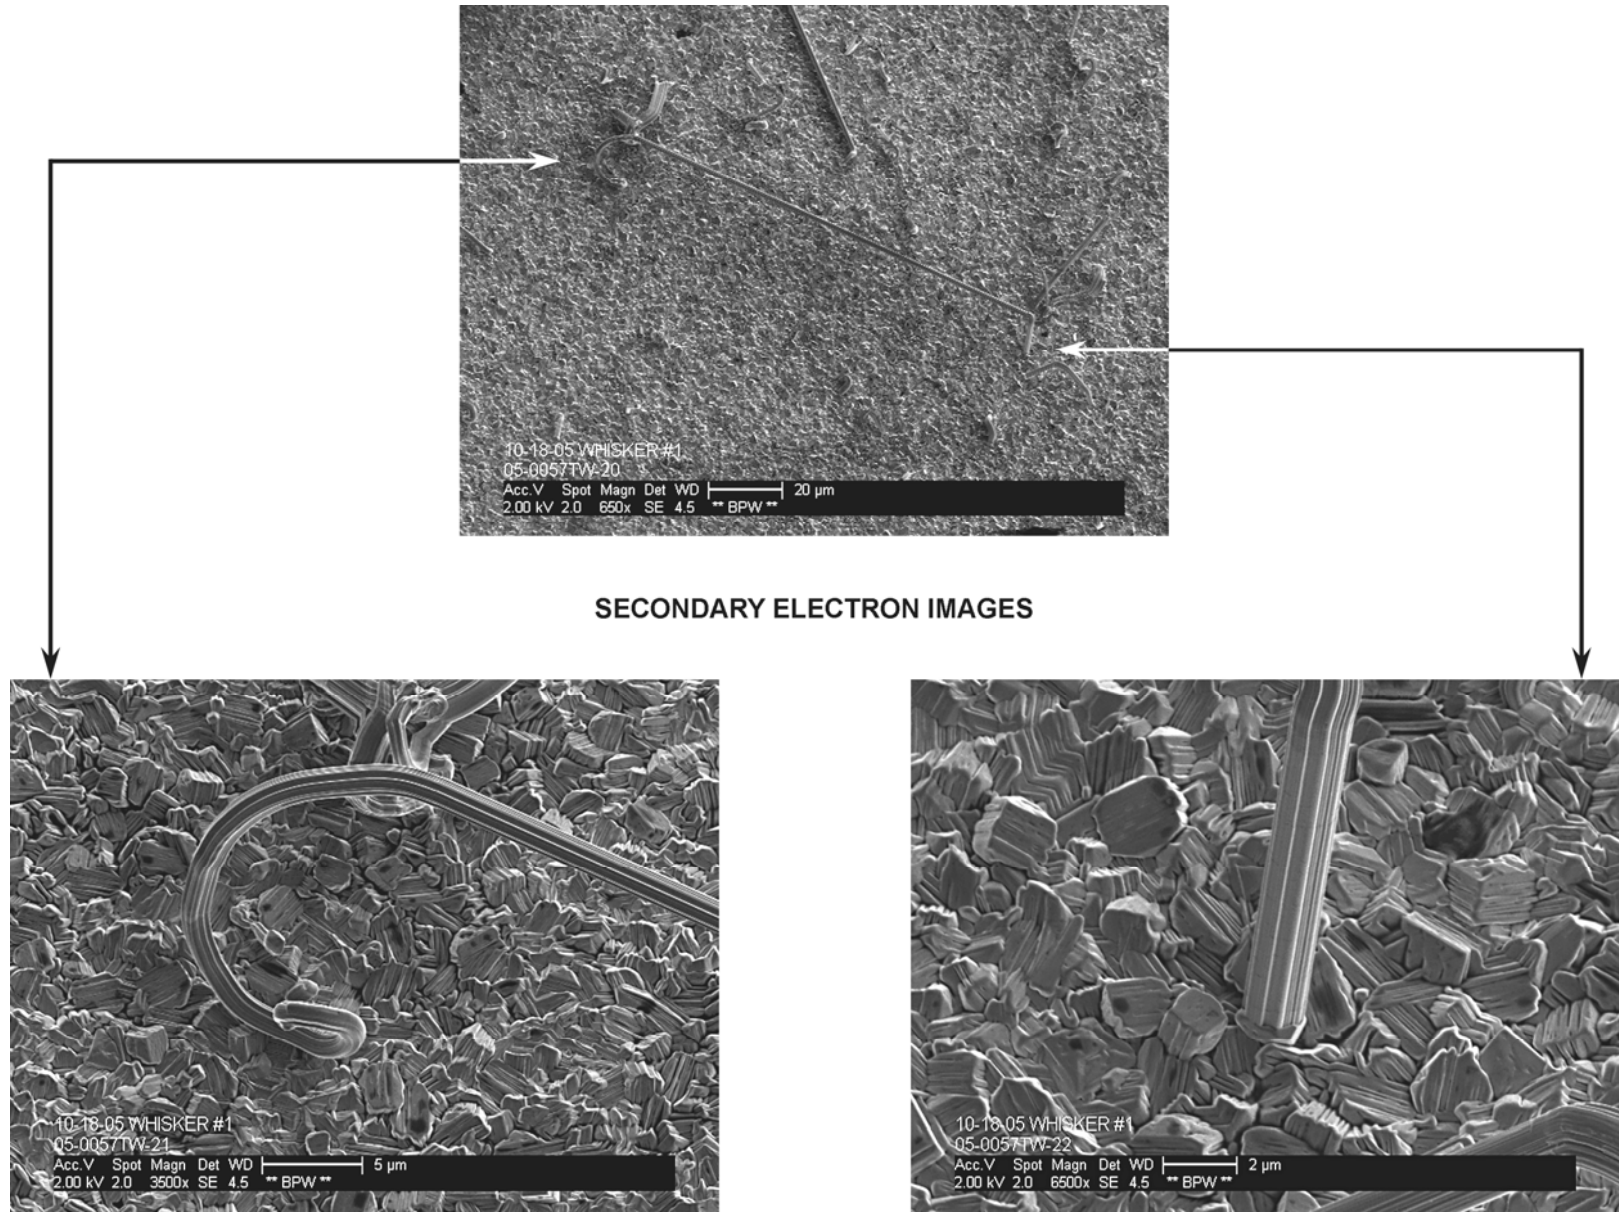 10-18-05 WHISKER #1
05-0057TW-20
Acc.V Spot Magn Det WD 20 µm
2.00 kV 2.0 650x SE 4.5 ** BPW **
SECONDARY ELECTRON IMAGES
10-18-05 WHISKER #1
05-0057TW-21
Acc.V Spot Magn Det WD 5 µm
2.00 kV 2.0 3500x SE 4.5 ** BPW **
10-18-05 WHISKER #1
05-0057TW-22
Acc.V Spot Magn Det WD 2 µm
2.00 kV 2.0 6500x SE 4.5 ** BPW **